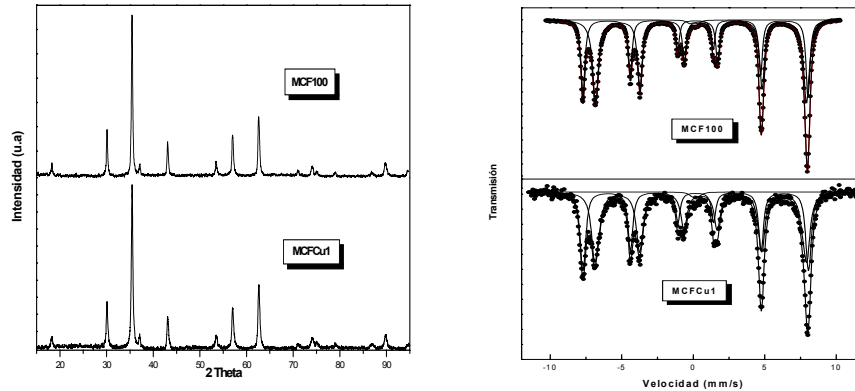 Intensidad (u.a)
MCF100
MCFCu1
20 30 40 50 60 70 80 90
2 Theta
Transmisión
MCF100
MCFCu1
-10 -5 0 5 10
Velocidad (mm/s)